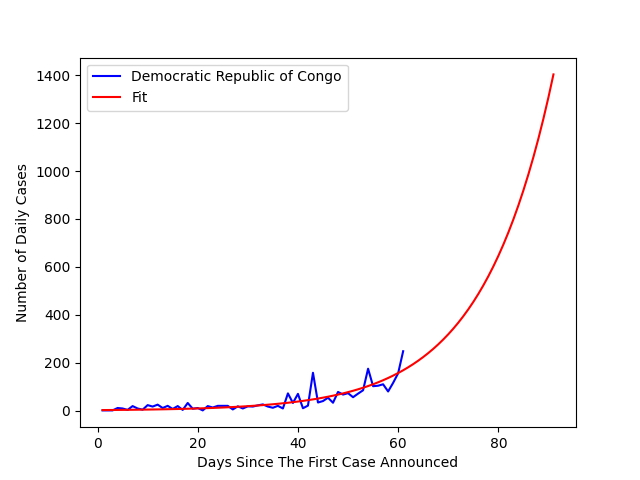 Democratic Republic of Congo
Fit
1400
1200
1000
800
600
400
200
0
Number of Daily Cases
0 20 40 60 80
Days Since The First Case Announced